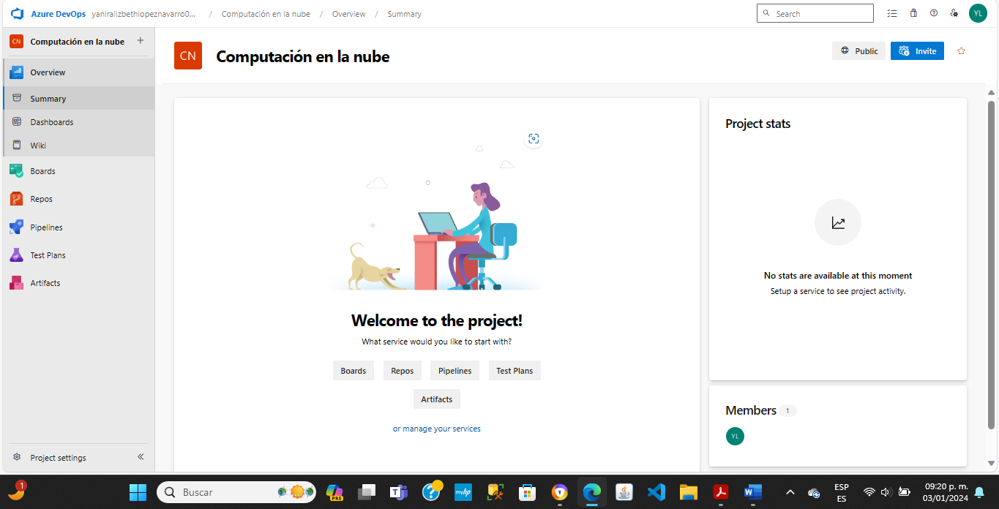 Azure DevOps yaniralizbethlopeznavarro0... / Computación en la nube / Overview / Summary
Search
YL
CN Computación en la nube +
Overview
Summary
Dashboards
Wiki
Boards
Repos
Pipelines
Test Plans
Artifacts
Project settings
CN Computación en la nube
Public
Invite
Welcome to the project!
What service would you like to start with?
Boards Repos Pipelines Test Plans
Artifacts
or manage your services
Project stats
No stats are available at this moment
Setup a service to see project activity.
Members 1
YL
1
Buscar
PRE
myhp
ESP
ES
09:20 p. m.
03/01/2024